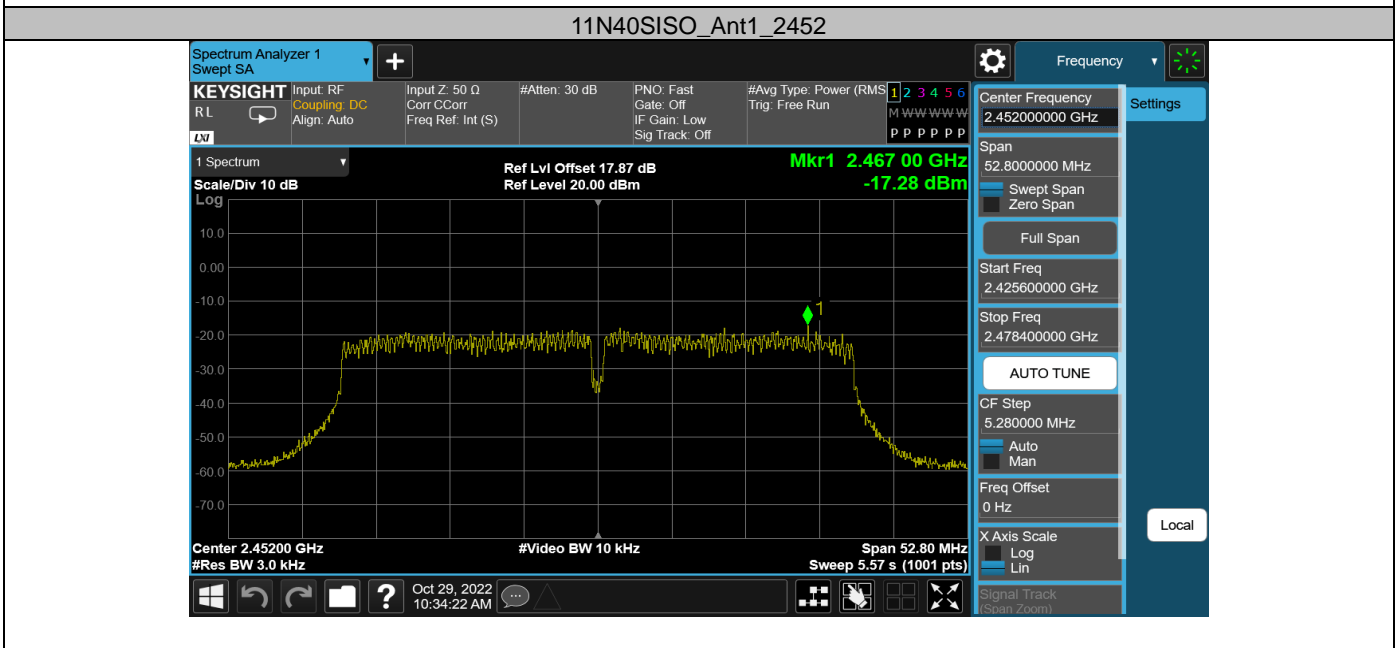 11N40SISO_Ant1_2452
Spectrum Analyzer 1
Swept SA
+
Frequency
KEYSIGHT
RL
LXI
Input: RF
Coupling: DC
Align: Auto
Input Z: 50 Ω
Corr CCorr
Freq Ref: Int (S)
#Atten: 30 dB
PNO: Fast
Gate: Off
IF Gain: Low
Sig Track: Off
#Avg Type: Power (RMS
Trig: Free Run
1 2 3 4 5 6
M W W W W W
P P P P P P
Center Frequency
2.452000000 GHz
Settings
Span
52.8000000 MHz
Swept Span
Zero Span
Full Span
Start Freq
2.425600000 GHz
Stop Freq
2.478400000 GHz
AUTO TUNE
CF Step
5.280000 MHz
Auto
Man
Freq Offset
0 Hz
X Axis Scale
Log
Lin
Signal Track
(Span Zoom)
Local
1 Spectrum
Scale/Div 10 dB
Log
Ref Lvl Offset 17.87 dB
Ref Level 20.00 dBm
Mkr1 2.467 00 GHz
-17.28 dBm
10.0
0.00
-10.0
-20.0
-30.0
-40.0
-50.0
-60.0
-70.0
1
Center 2.45200 GHz
#Res BW 3.0 kHz
#Video BW 10 kHz
Span 52.80 MHz
Sweep 5.57 s (1001 pts)
?
Oct 29, 2022
10:34:22 AM